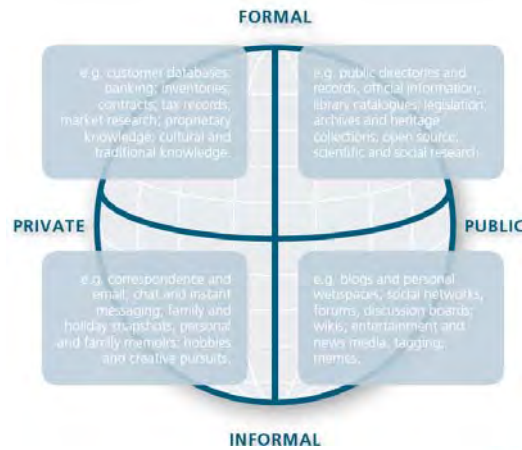 FORMAL
e.g. customer databases;
banking; inventories;
contracts; tax records;
market research; proprietary
knowledge; cultural and
traditional knowledge.
e.g. public directories and
records; official information;
library catalogues; legislation;
archives and heritage
collections; open source;
scientific and social research.
PRIVATE
PUBLIC
e.g. correspondence and
email; chat and instant
messaging; family and
holiday snapshots; personal
and family memoirs; hobbies
and creative pursuits.
e.g. blogs and personal
webspaces, social networks,
forums, discussion boards;
wikis; entertainment and
news media, tagging;
memes.
INFORMAL